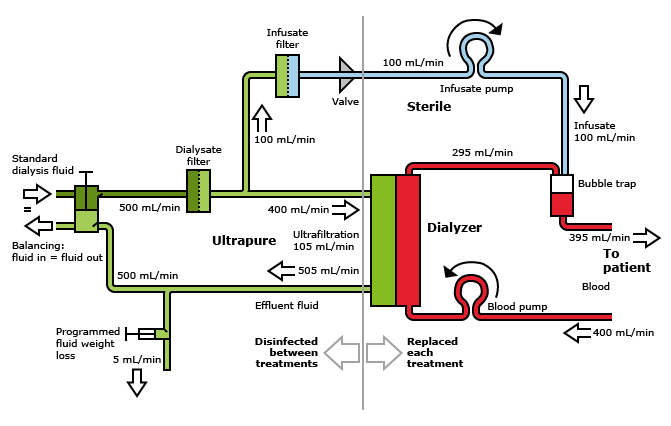 Infusate
filter
100 mL/min
Infusate pump
Valve
Sterile
Infusate
100 mL/min
100 mL/min
Standard
dialysis fluid
Dialysate
filter
295 mL/min
Bubble trap
500 mL/min
400 mL/min
=
Balancing:
fluid in = fluid out
Ultrapure
Ultrafiltration
105 mL/min
Dialyzer
395 mL/min
To
patient
500 mL/min
505 mL/min
Blood
Effluent fluid
Blood pump
Programmed
fluid weight
loss
5 mL/min
Disinfected
between
treatments
Replaced
each
treatment
400 mL/min